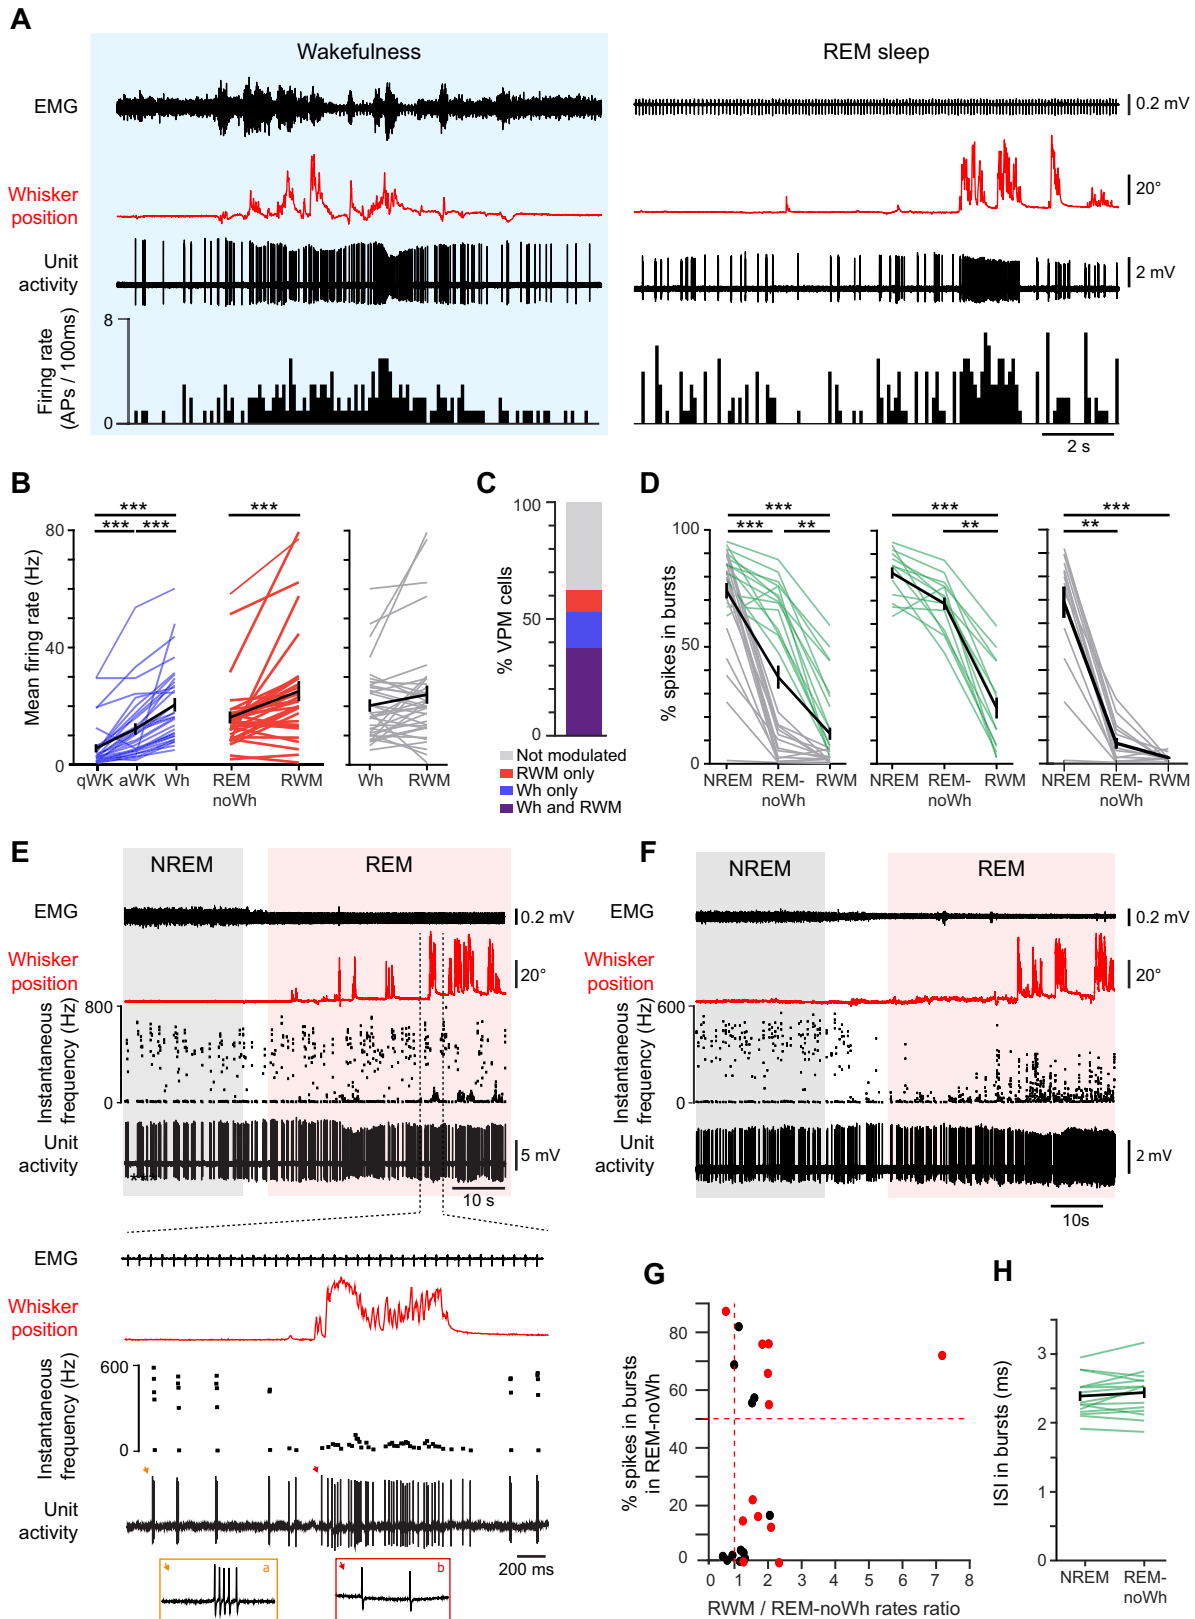 A
Wakefulness
REM sleep
EMG
0.2 mV
Whisker
position
20°
Unit
activity
2 mV
Firing rate
(APs / 100ms)
8
0
2 s
B
Mean firing rate (Hz)
80
40
0
***
*** ***
***
qWK aWK Wh
REM
noWh
RWM
Wh
RWM
C
% VPM cells
100
50
0
Not modulated
RWM only
Wh only
Wh and RWM
D
% spikes in bursts
100
50
0
***
*** **
***
**
***
**
NREM REM-
noWh RWM
NREM REM-
noWh RWM
NREM REM-
noWh RWM
E
NREM
REM
EMG
0.2 mV
Whisker
position
20°
Instantaneous
frequency (Hz)
800
0
Unit
activity
5 mV
10 s
EMG
Whisker
position
Instantaneous
frequency (Hz)
600
0
Unit
activity
200 ms
a
b
F
NREM
REM
EMG
0.2 mV
Whisker
position
20°
Instantaneous
frequency (Hz)
600
0
Unit
activity
2 mV
10s
G
% spikes in bursts
in REM-noWh
80
60
40
20
0
0 1 2 3 4 5 6 7 8
RWM / REM-noWh rates ratio
H
ISI in bursts (ms)
3
2
1
0
NREM REM-
noWh